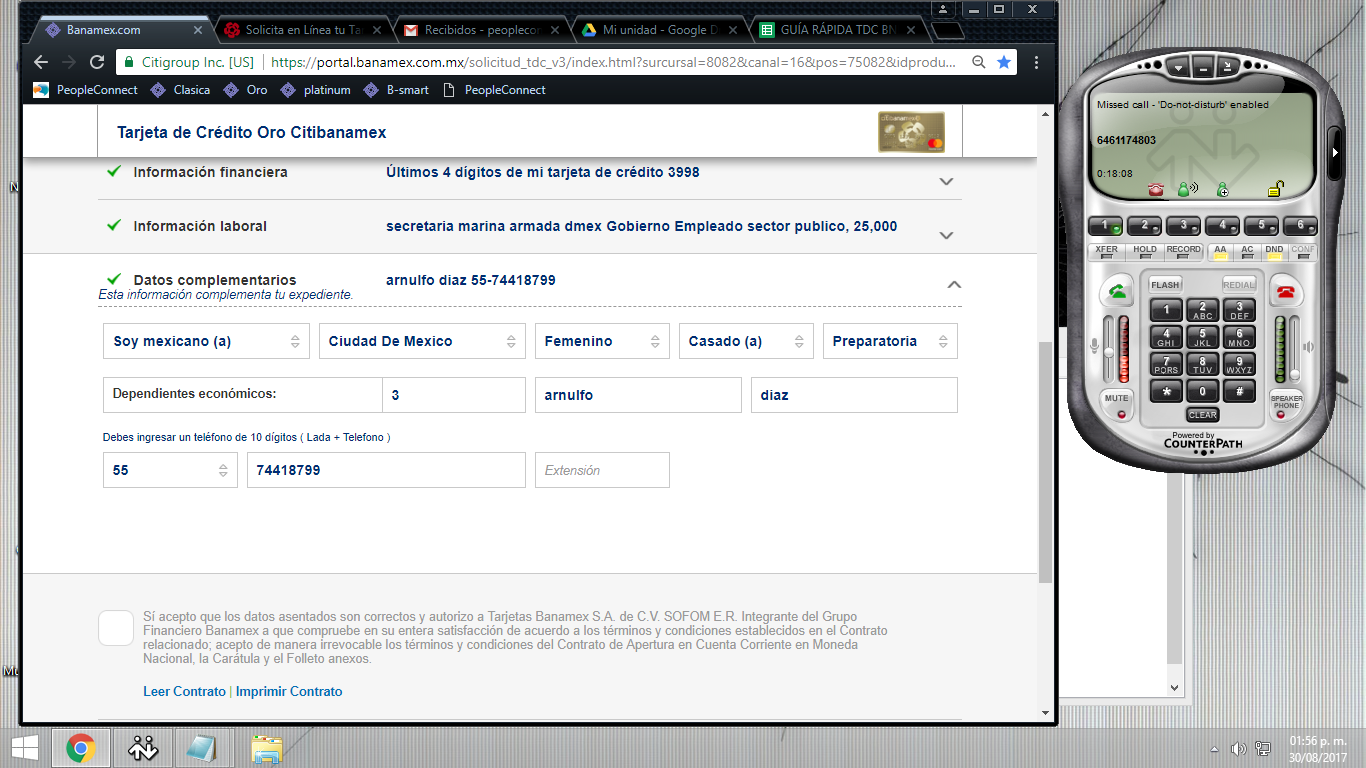 Banamex.com
Solicita en Línea tu Ta
Recibidos - peoplecor
Mi unidad - Google D
GUÍA RÁPIDA TDC BN
Citigroup Inc. [US] https://portal.banamex.com.mx/solicitud_tdc_v3/index.html?surcursal=8082&canal=16&pos=75082&idprodu...
PeopleConnect Clasica Oro platinum B-smart PeopleConnect
Tarjeta de Crédito Oro Citibanamex
Información financiera Últimos 4 dígitos de mi tarjeta de crédito 3998
Información laboral secretaria marina armada dmex Gobierno Empleado sector publico, 25,000
Datos complementarios arnulfo diaz 55-74418799
Esta información complementa tu expediente.
Soy mexicano (a) Ciudad De Mexico Femenino Casado (a) Preparatoria
Dependientes económicos: 3 arnulfo diaz
Debes ingresar un teléfono de 10 dígitos ( Lada + Telefono )
55 74418799 Extensión
Sí acepto que los datos asentados son correctos y autorizo a Tarjetas Banamex S.A. de C.V. SOFOM E.R. Integrante del Grupo
Financiero Banamex a que compruebe en su entera satisfacción de acuerdo a los términos y condiciones establecidos en el Contrato
relacionado; acepto de manera irrevocable los términos y condiciones del Contrato de Apertura en Cuenta Corriente en Moneda
Nacional, la Carátula y el Folleto anexos.
Leer Contrato | Imprimir Contrato
Missed call - 'Do-not-disturb' enabled
6461174803
0:18:08
1 2 3 4 5 6
XFER HOLD RECORD AA AC DND CONF
FLASH REDIAL
1 2 ABC 3 DEF
4 GHI 5 JKL 6 MNO
7 PQRS 8 TUV 9 WXYZ
* 0 #
MUTE
SPEAKER
PHONE
CLEAR
Powered by
COUNTERPATH
01:56 p. m.
30/08/2017